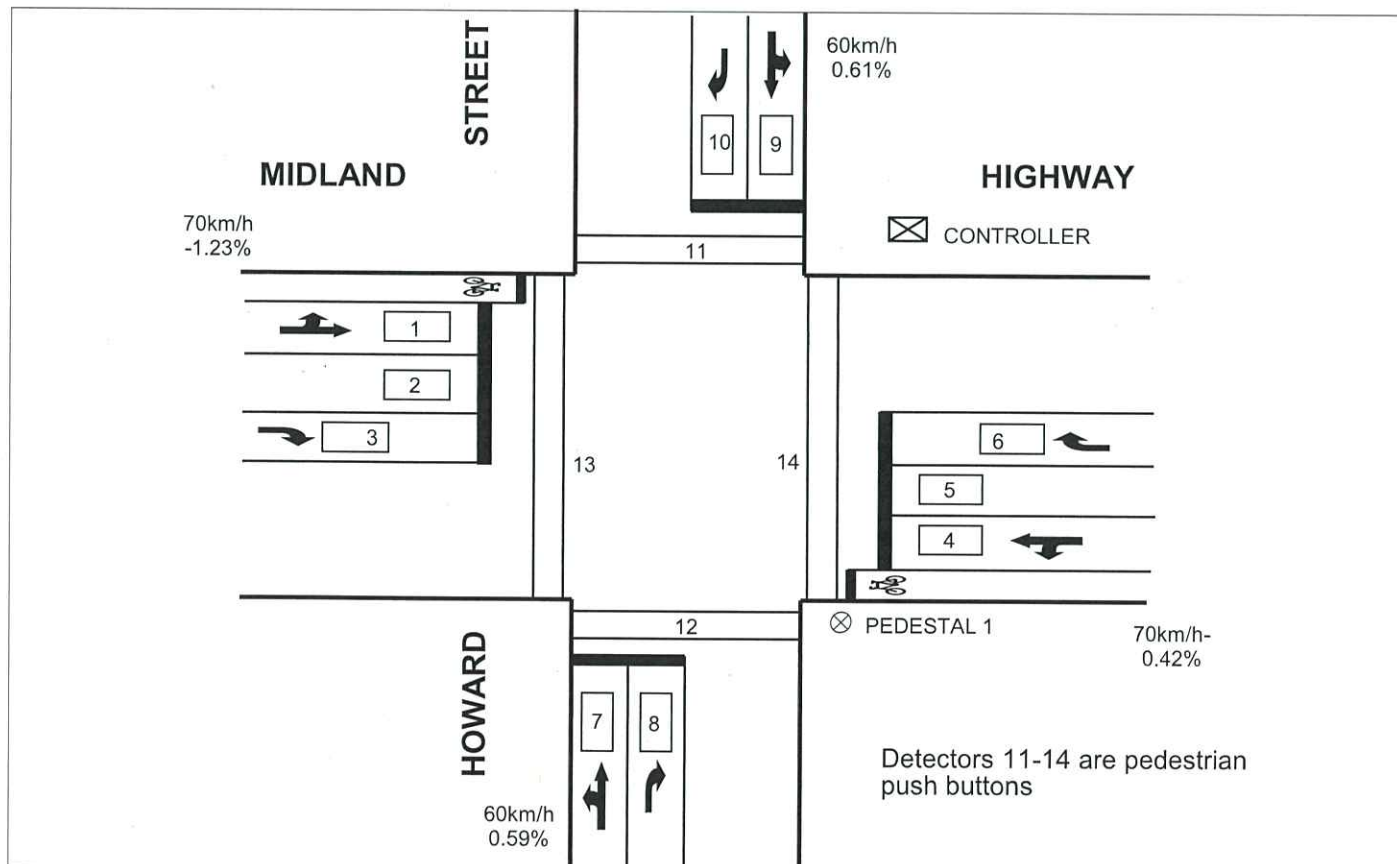 STREET
60km/h
0.61%
10
9
MIDLAND
HIGHWAY
70km/h
-1.23%
CONTROLLER
11
1
2
3
6
5
4
13
14
12
PEDESTAL 1
70km/h-
0.42%
HOWARD
7
8
60km/h
0.59%
Detectors 11-14 are pedestrian
push buttons